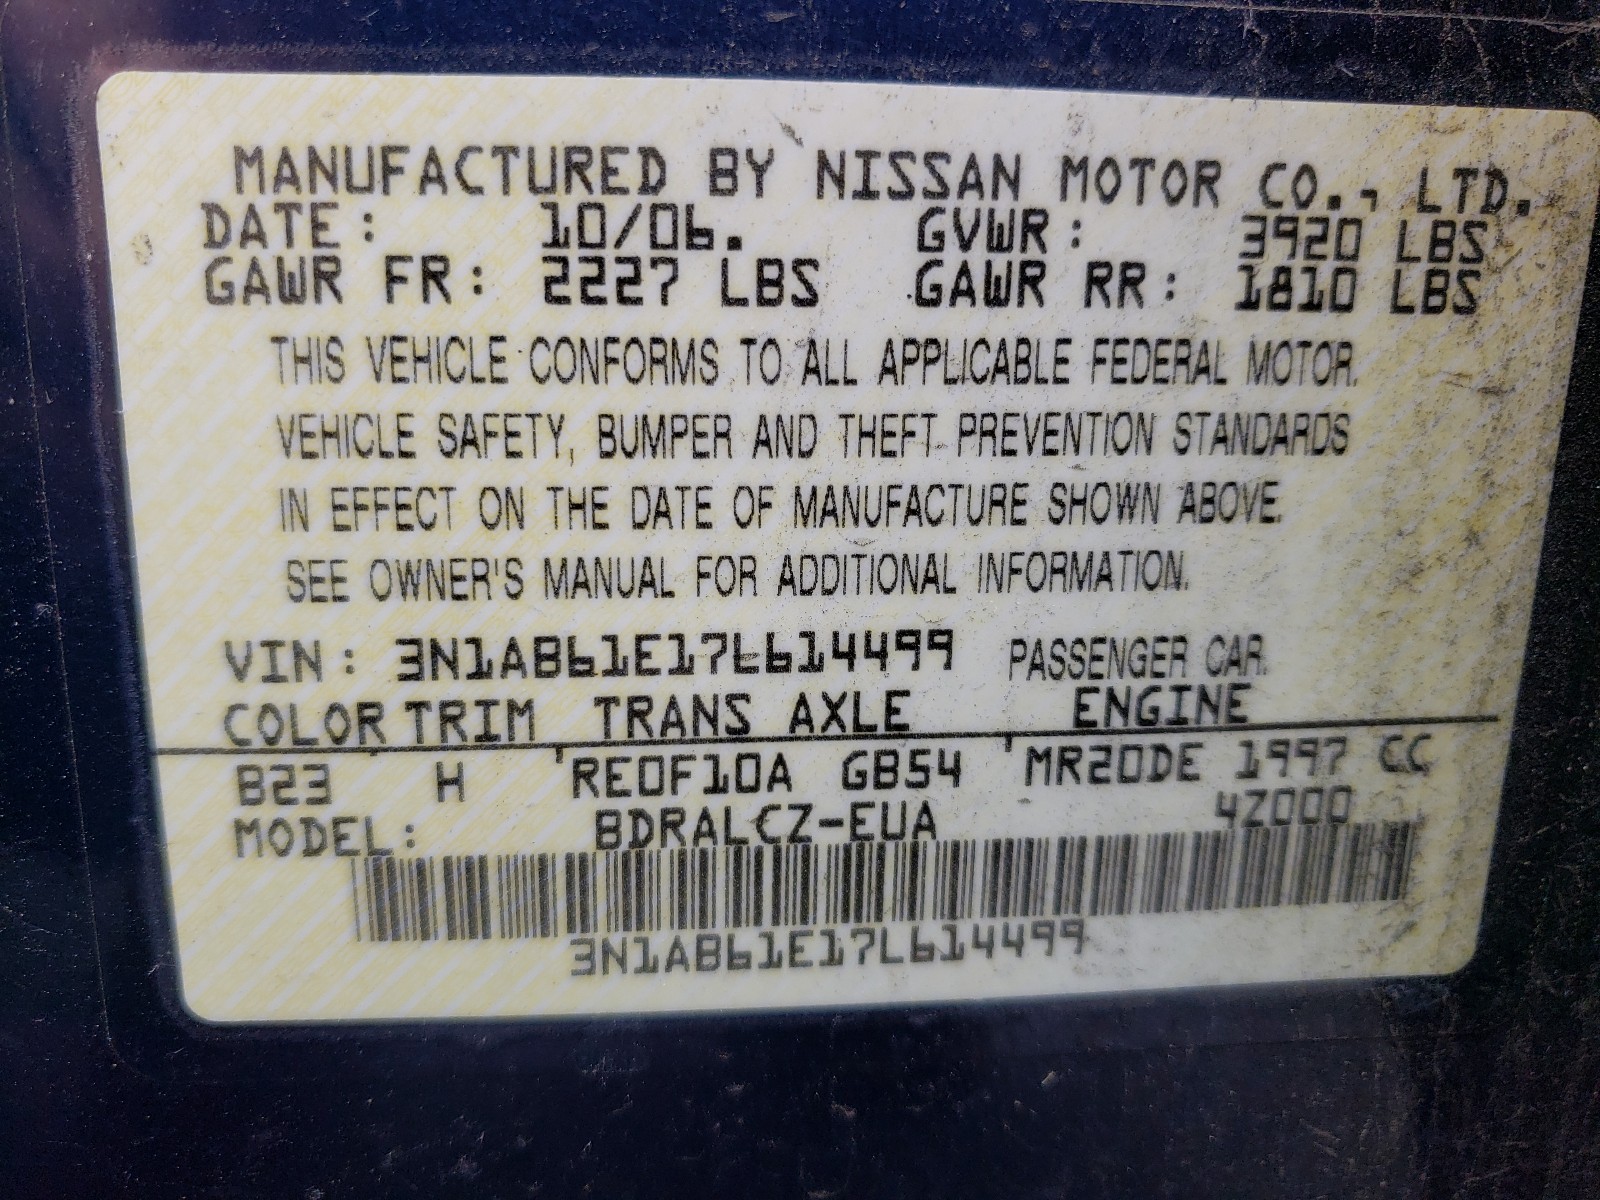 MANUFACTURED BY NISSAN MOTOR CO., LTD.
DATE: 10/06. GVWR: 3920 LBS
GAWR FR: 2227 LBS GAWR RR: 1810 LBS
THIS VEHICLE CONFORMS TO ALL APPLICABLE FEDERAL MOTOR
VEHICLE SAFETY, BUMPER AND THEFT PREVENTION STANDARDS
IN EFFECT ON THE DATE OF MANUFACTURE SHOWN ABOVE.
SEE OWNER'S MANUAL FOR ADDITIONAL INFORMATION.
VIN: 3N1AB61E17L614499 PASSENGER CAR
COLOR TRIM TRANS AXLE ENGINE
B23 H RE0F10A GB54 MR20DE 1997 CC
MODEL: BDRALCZ-EUA 4Z000
3N1AB61E17L614499